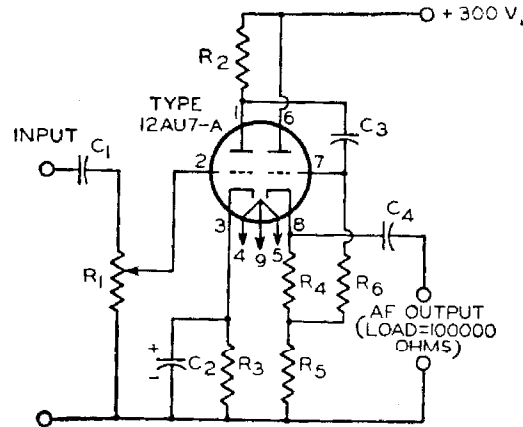 + 300 V.
R2
TYPE
12AU7-A
1
6
C3
INPUT
C1
2
7
3
8
C4
4
9
5
R1
R4
R6
AF OUTPUT
(LOAD=100000
OHMS)
+
C2
-
R3
R5